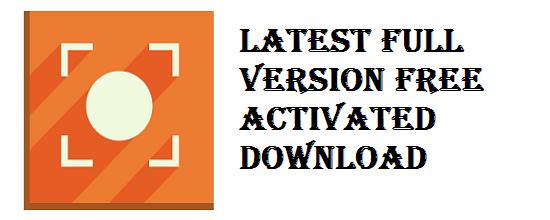 LATEST FULL
VERSION FREE
ACTIVATED
DOWNLOAD